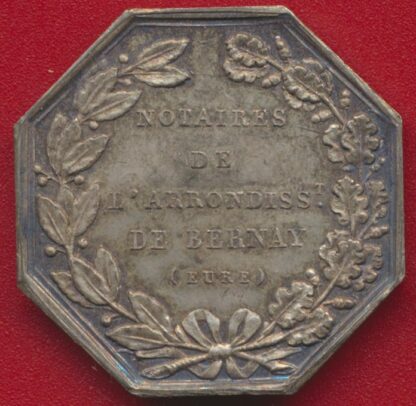 NOTAIRES
DE
L'ARRONDISS.T
DE BERNAY
(EURE)